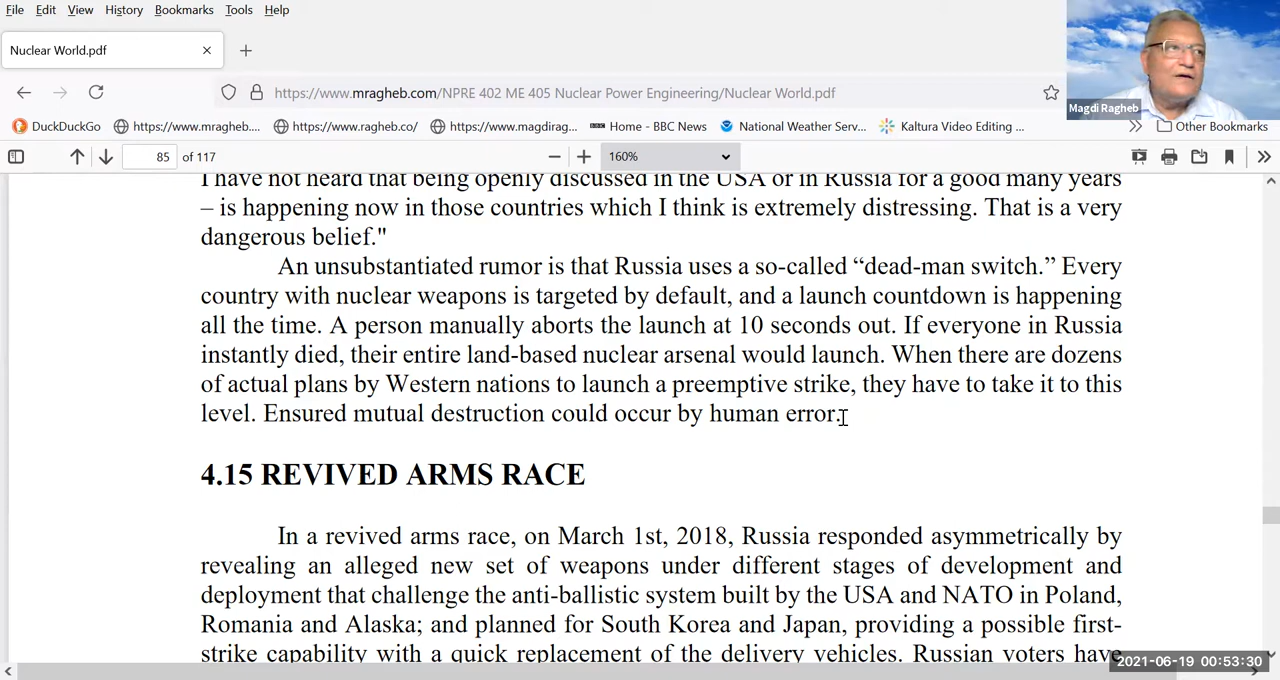 File Edit View History Bookmarks Tools Help
Nuclear World.pdf
https://www.mragheb.com/NPRE 402 ME 405 Nuclear Power Engineering/Nuclear World.pdf
Magdi Ragheb
DuckDuckGo https://www.mragheb.... https://www.ragheb.co/ https://www.magdirag... Home - BBC News National Weather Serv... Kaltura Video Editing ... Other Bookmarks
85 of 117 160%
I have not heard that being openly discussed in the USA or in Russia for a good many years
– is happening now in those countries which I think is extremely distressing. That is a very
dangerous belief."
An unsubstantiated rumor is that Russia uses a so-called “dead-man switch.” Every
country with nuclear weapons is targeted by default, and a launch countdown is happening
all the time. A person manually aborts the launch at 10 seconds out. If everyone in Russia
instantly died, their entire land-based nuclear arsenal would launch. When there are dozens
of actual plans by Western nations to launch a preemptive strike, they have to take it to this
level. Ensured mutual destruction could occur by human error.
4.15 REVIVED ARMS RACE
In a revived arms race, on March 1st, 2018, Russia responded asymmetrically by
revealing an alleged new set of weapons under different stages of development and
deployment that challenge the anti-ballistic system built by the USA and NATO in Poland,
Romania and Alaska; and planned for South Korea and Japan, providing a possible first-
strike capability with a quick replacement of the delivery vehicles. Russian voters have
2021-06-19 00:53:30